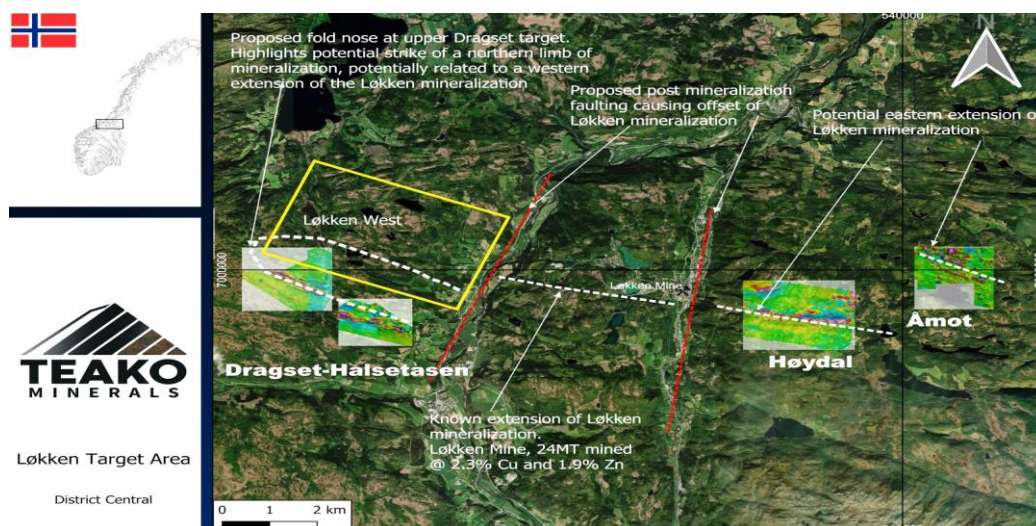 540000
N
Proposed fold nose at upper Dragset target.
Highlights potential strike of a northern limb of
mineralization, potentially related to a western
extension of the Løkken mineralization
Proposed post mineralization
faulting causing offset of
Løkken mineralization
Potential eastern extension o
Løkken mineralization
Løkken West
7000000
Løkken Mine
Åmot
Høydal
Dragset-Halsetasen
Known extension of Løkken
mineralization.
Løkken Mine, 24MT mined
@ 2.3% Cu and 1.9% Zn
TEAKO
MINERALS
Løkken Target Area
District Central
0 1 2 km